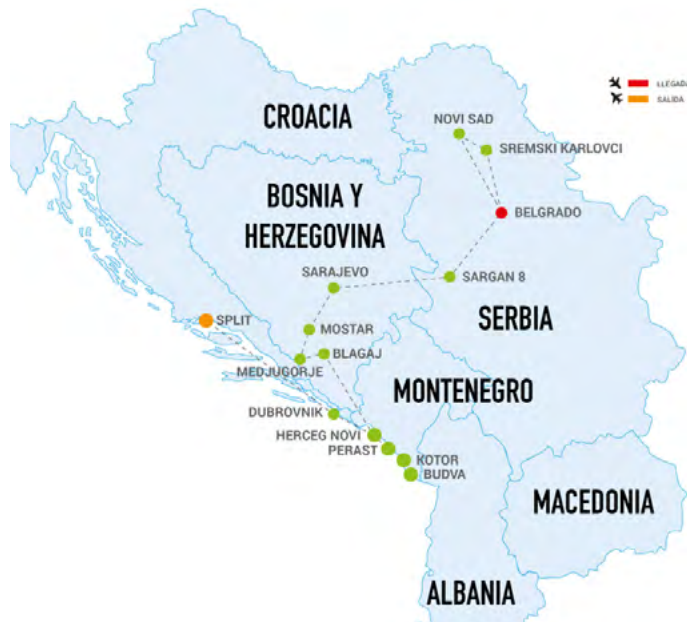 LLEGADA
SALIDA
CROACIA
NOVI SAD
SREMSKI KARLOVCI
BOSNIA Y
HERZEGOVINA
BELGRADO
SARAJEVO
SARGAN 8
SPLIT
SERBIA
MOSTAR
BLAGAJ
MEDJUGORJE
MONTENEGRO
DUBROVNIK
HERCEG NOVI
PERAST
KOTOR
BUDVA
MACEDONIA
ALBANIA